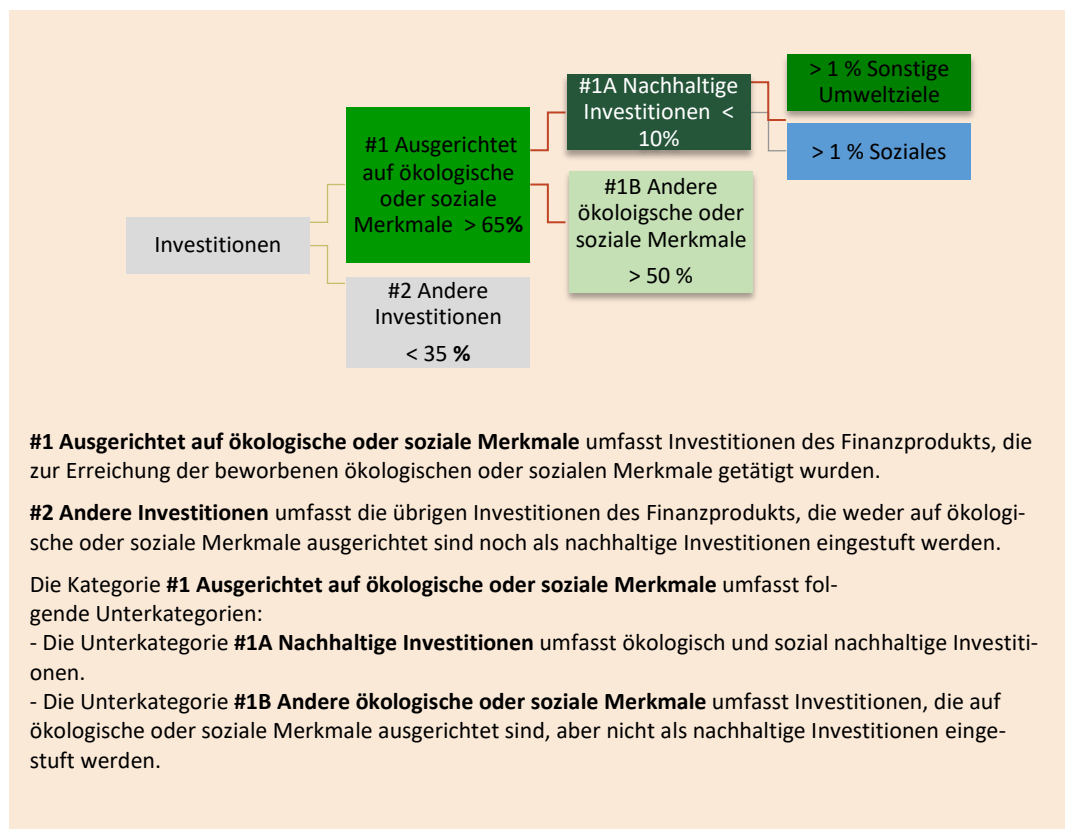 Investitionen
#1 Ausgerichtet
auf ökologische
oder soziale
Merkmale > 65%
#2 Andere
Investitionen
< 35 %
#1A Nachhaltige
Investitionen <
10%
#1B Andere
ökoloigsche oder
soziale Merkmale
> 50 %
> 1 % Sonstige
Umweltziele
> 1 % Soziales
#1 Ausgerichtet auf ökologische oder soziale Merkmale umfasst Investitionen des Finanzprodukts, die
zur Erreichung der beworbenen ökologischen oder sozialen Merkmale getätigt wurden.
#2 Andere Investitionen umfasst die übrigen Investitionen des Finanzprodukts, die weder auf ökologi-
sche oder soziale Merkmale ausgerichtet sind noch als nachhaltige Investitionen eingestuft werden.
Die Kategorie #1 Ausgerichtet auf ökologische oder soziale Merkmale umfasst fol-
gende Unterkategorien:
- Die Unterkategorie #1A Nachhaltige Investitionen umfasst ökologisch und sozial nachhaltige Investiti-
onen.
- Die Unterkategorie #1B Andere ökologische oder soziale Merkmale umfasst Investitionen, die auf
ökologische oder soziale Merkmale ausgerichtet sind, aber nicht als nachhaltige Investitionen einge-
stuft werden.